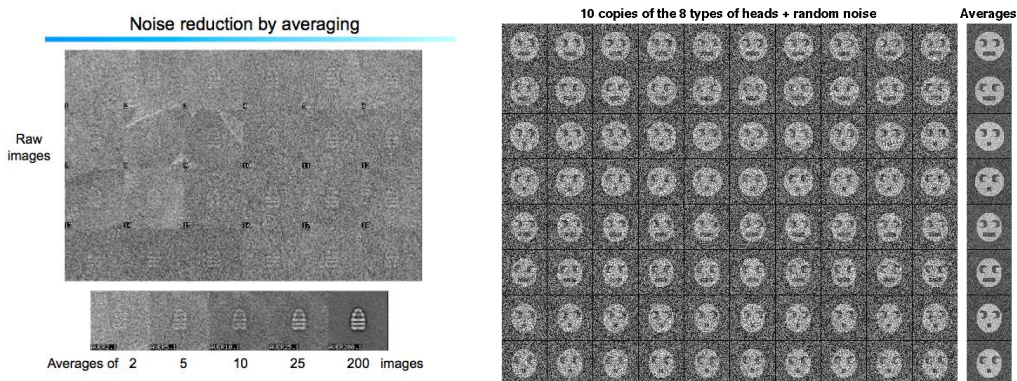 Noise reduction by averaging
Raw
images
Averages of 2 5 10 25 200 images
10 copies of the 8 types of heads + random noise
Averages